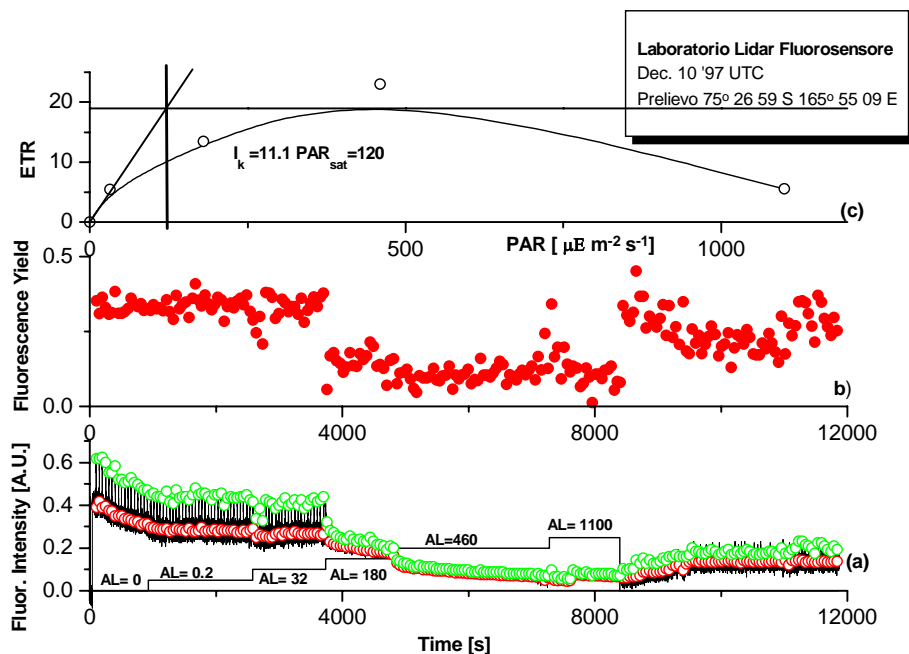 Laboratorio Lidar Fluorosensore
Dec. 10 '97 UTC
Prelievo 75º 26 59 S 165º 55 09 E
ETR
20
10
0
I_k =11.1 PAR_sat=120
(c)
0
500
1000
PAR [ μE m⁻² s⁻¹]
Fluorescence Yield
0.5
0.0
b)
0
4000
8000
12000
Fluor. Intensity [A.U.]
0.6
0.4
0.2
0.0
AL= 0
AL= 0.2
AL= 32
AL= 180
AL=460
AL= 1100
(a)
0
4000
8000
12000
Time [s]